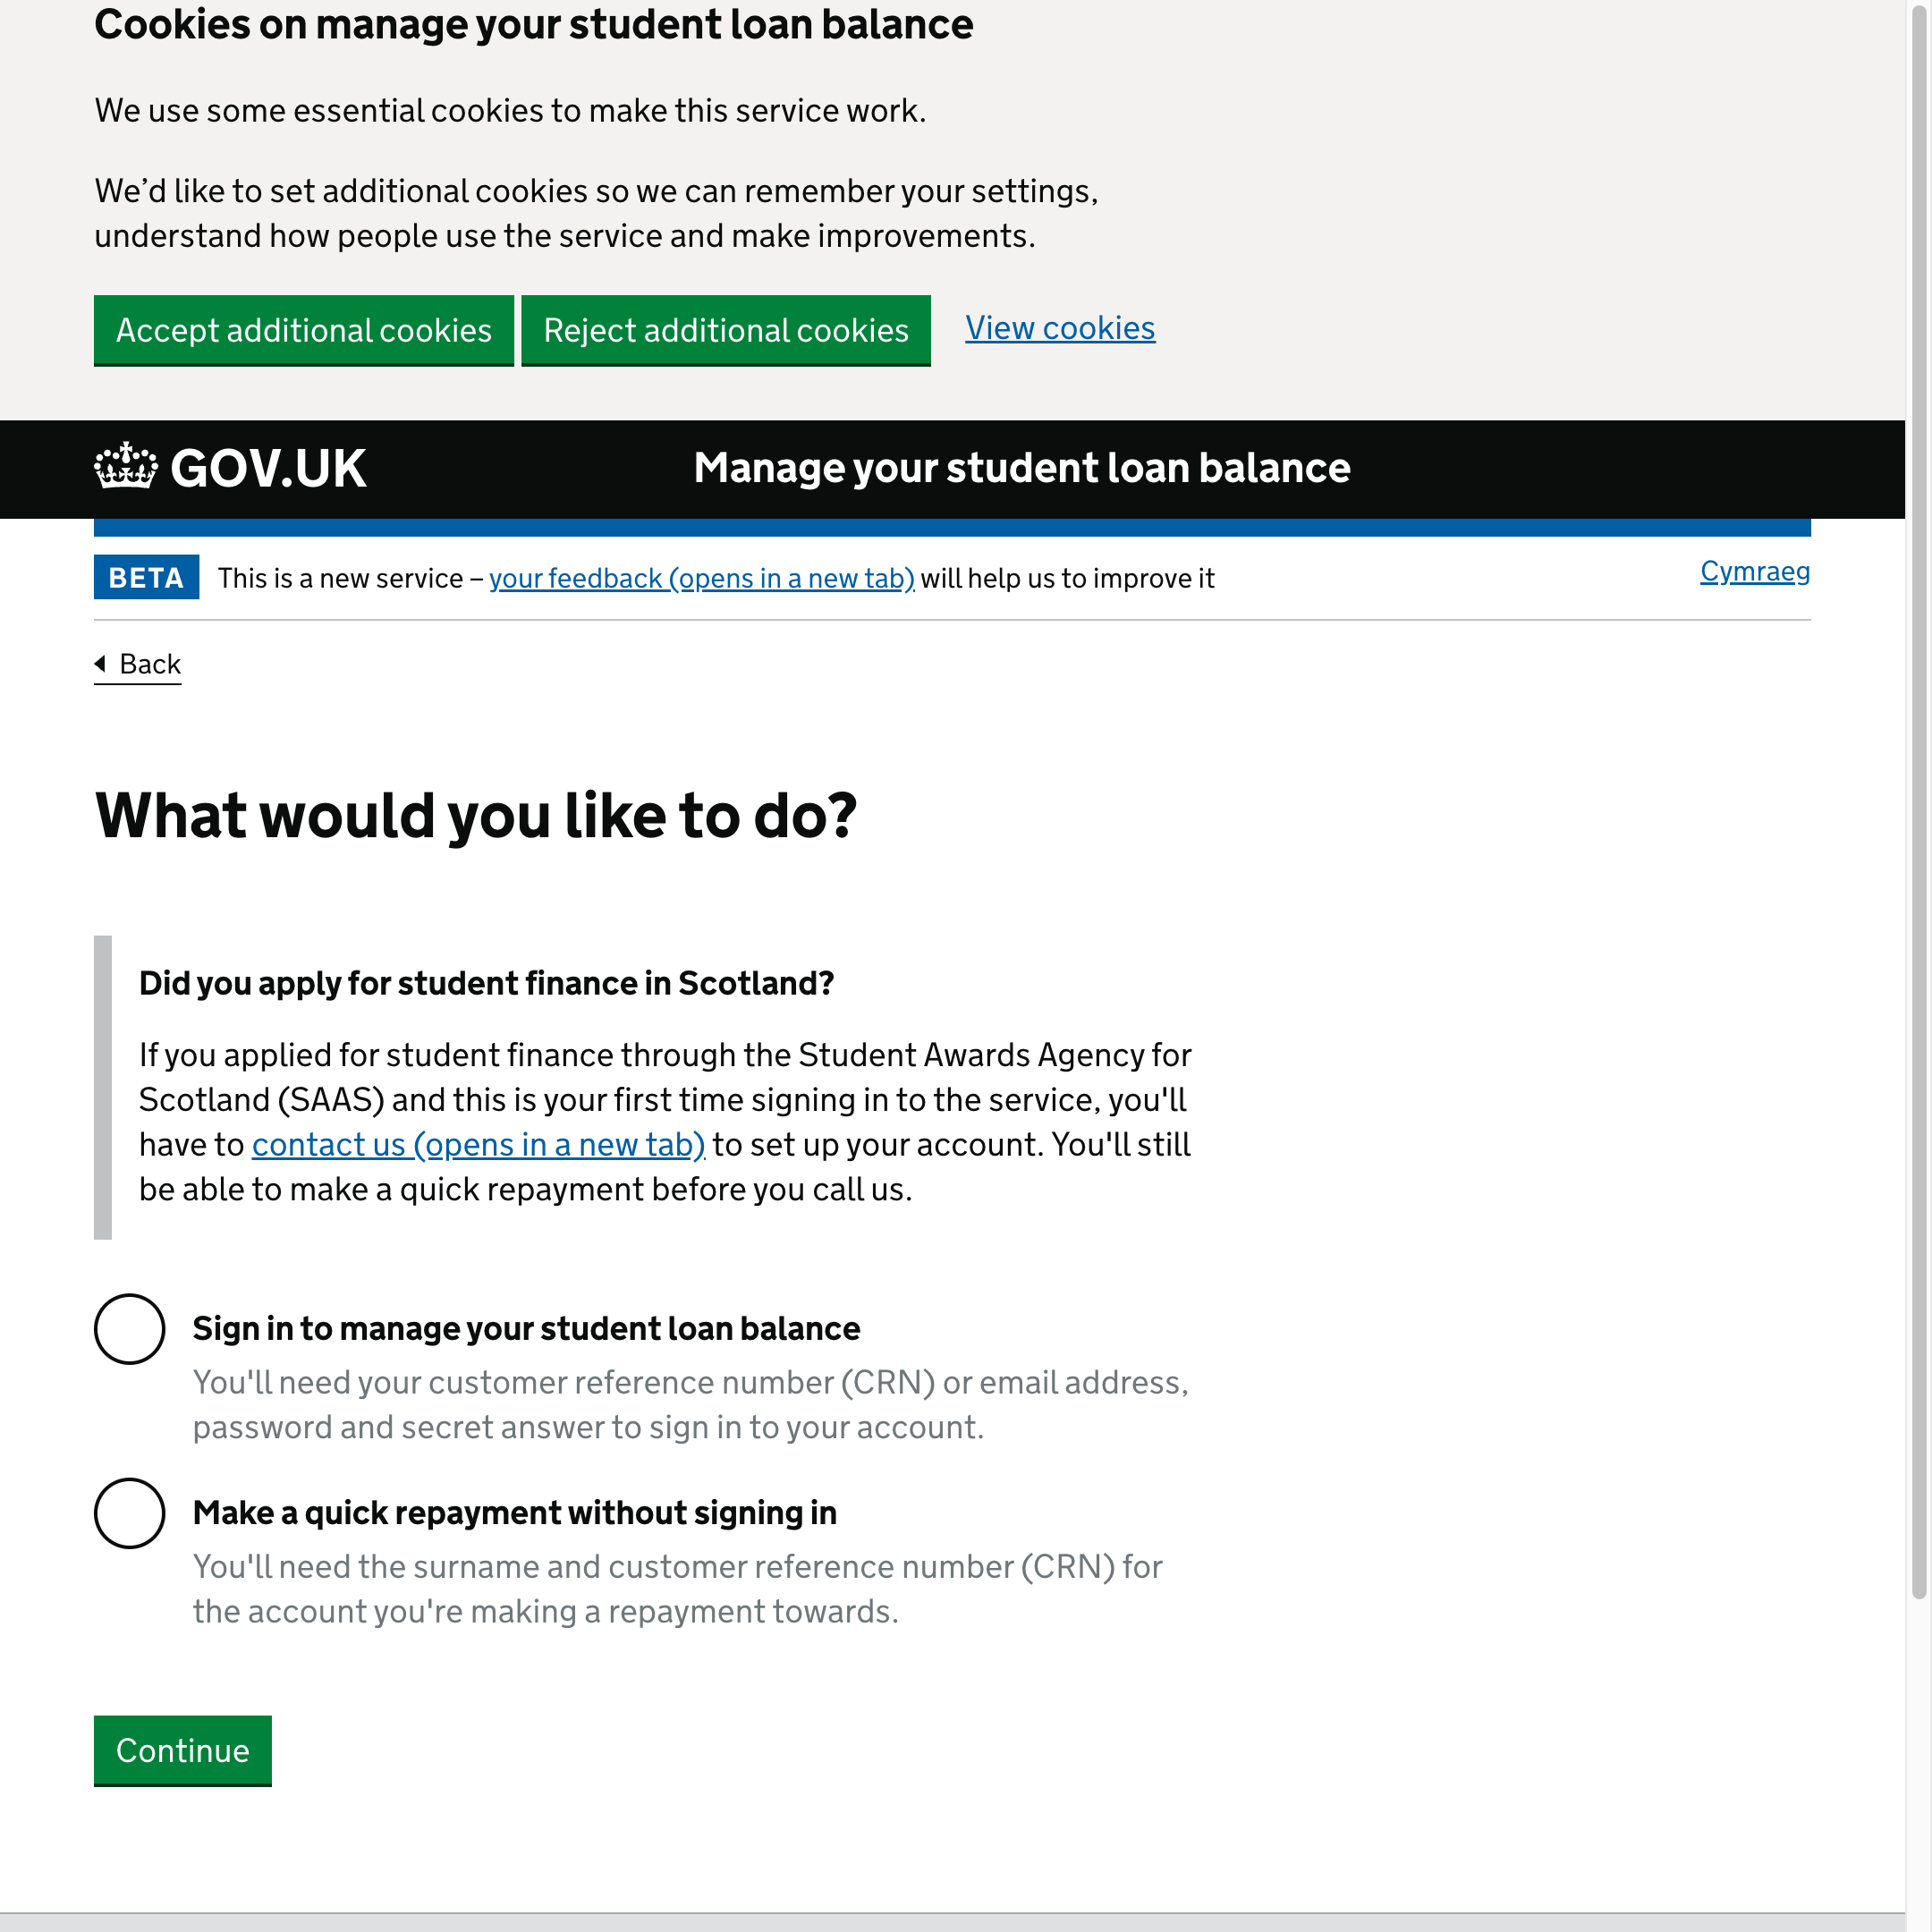 Cookies on manage your student loan balance
We use some essential cookies to make this service work.
We’d like to set additional cookies so we can remember your settings,
understand how people use the service and make improvements.
Accept additional cookies Reject additional cookies View cookies
GOV.UK Manage your student loan balance
BETA This is a new service – your feedback (opens in a new tab) will help us to improve it Cymraeg
Back
What would you like to do?
Did you apply for student finance in Scotland?
If you applied for student finance through the Student Awards Agency for
Scotland (SAAS) and this is your first time signing in to the service, you'll
have to contact us (opens in a new tab) to set up your account. You'll still
be able to make a quick repayment before you call us.
Sign in to manage your student loan balance
You'll need your customer reference number (CRN) or email address,
password and secret answer to sign in to your account.
Make a quick repayment without signing in
You'll need the surname and customer reference number (CRN) for
the account you're making a repayment towards.
Continue